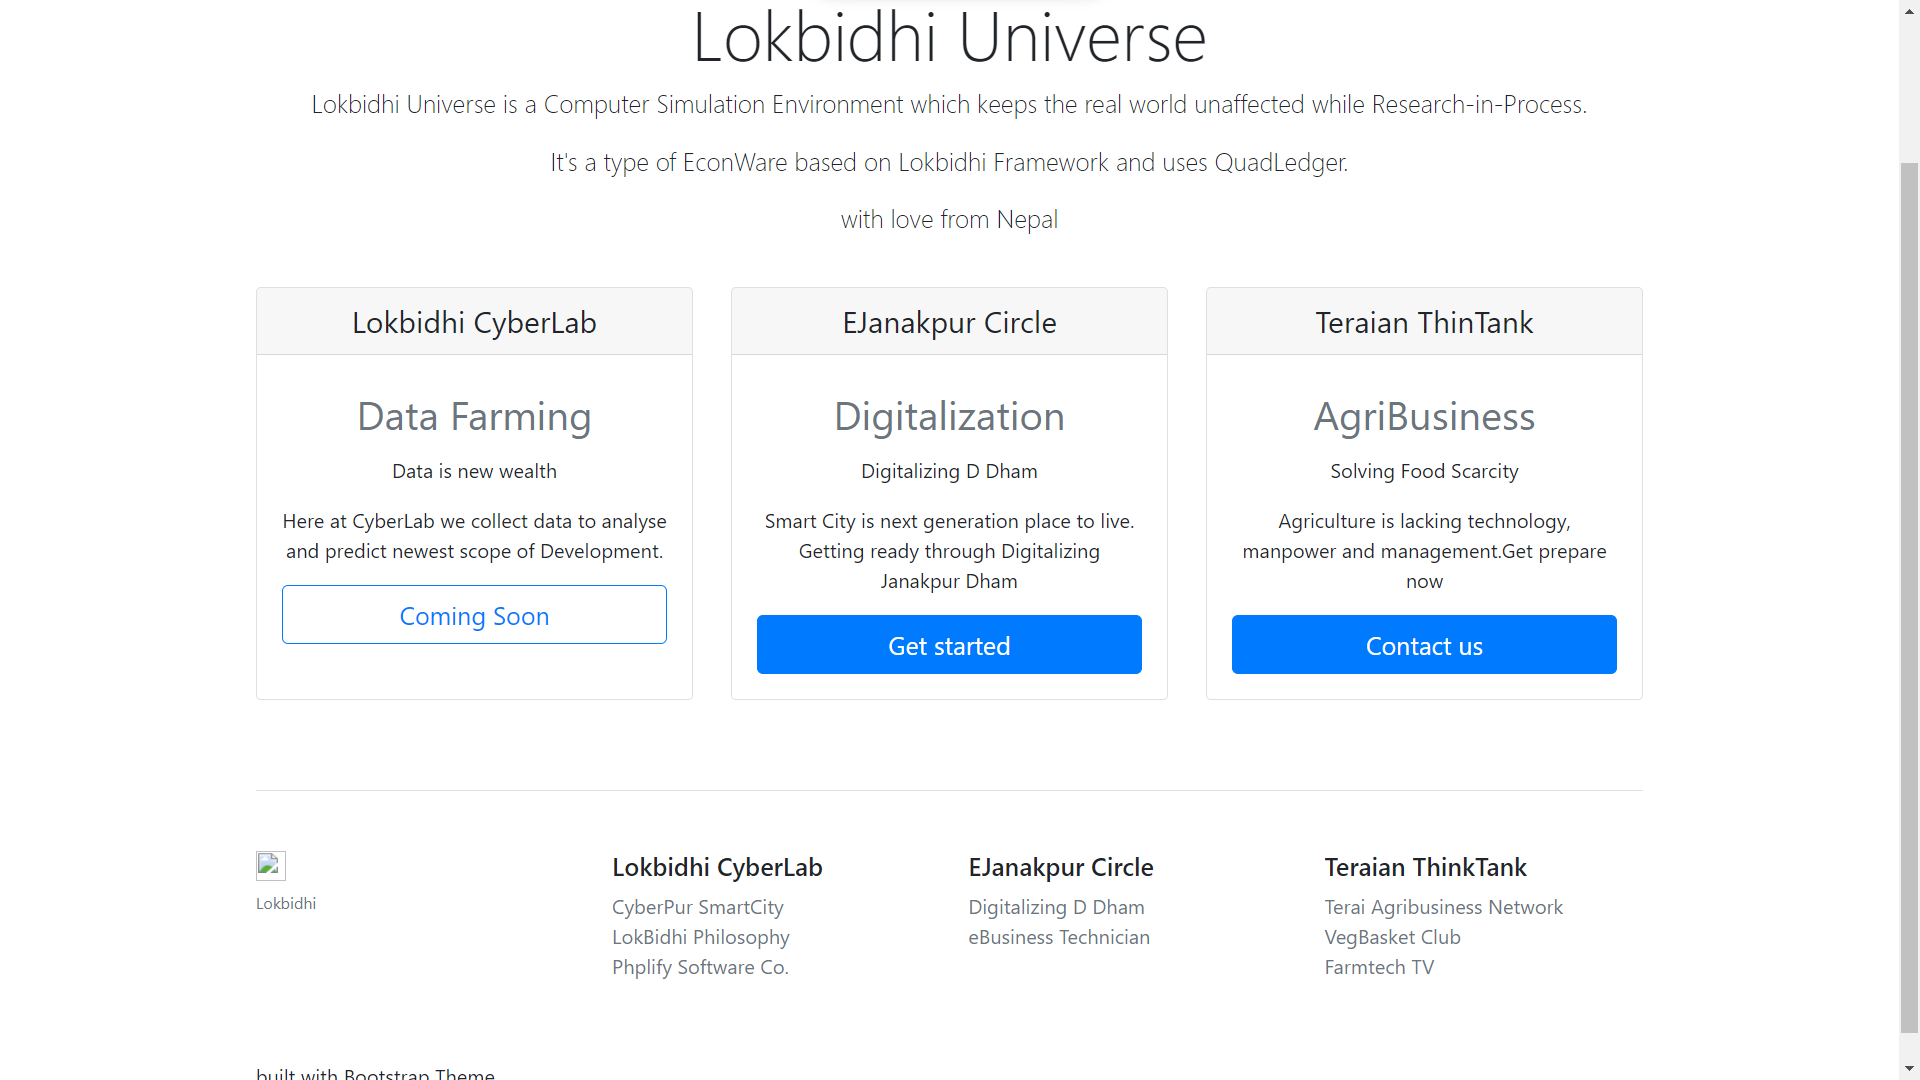 Lokbidhi Universe
Lokbidhi Universe is a Computer Simulation Environment which keeps the real world unaffected while Research-in-Process.
It's a type of EconWare based on Lokbidhi Framework and uses QuadLedger.
with love from Nepal
Lokbidhi CyberLab
Data Farming
Data is new wealth
Here at CyberLab we collect data to analyse
and predict newest scope of Development.
Coming Soon
EJanakpur Circle
Digitalization
Digitalizing D Dham
Smart City is next generation place to live.
Getting ready through Digitalizing
Janakpur Dham
Get started
Teraian ThinTank
AgriBusiness
Solving Food Scarcity
Agriculture is lacking technology,
manpower and management.Get prepare
now
Contact us
Lokbidhi
Lokbidhi CyberLab
CyberPur SmartCity
LokBidhi Philosophy
Phplify Software Co.
EJanakpur Circle
Digitalizing D Dham
eBusiness Technician
Teraian ThinkTank
Terai Agribusiness Network
VegBasket Club
Farmtech TV
built with Bootstrap Theme